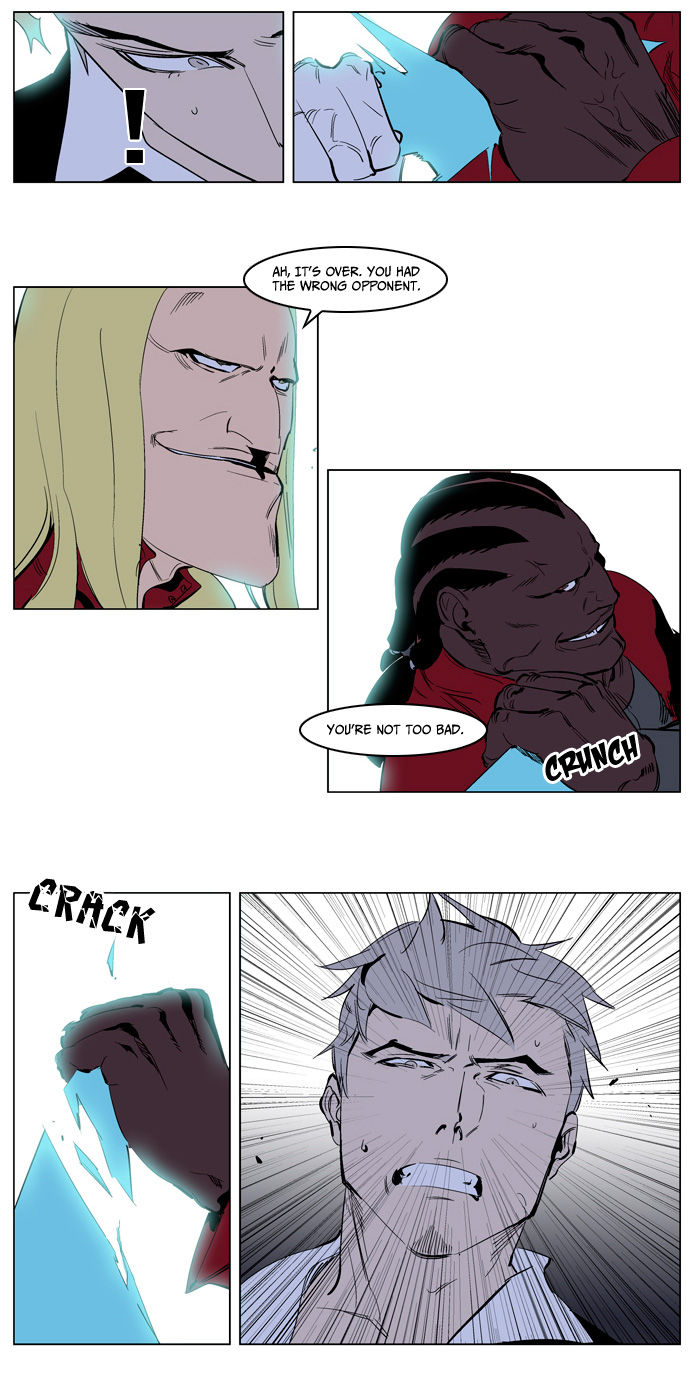 !
AH, IT'S OVER. YOU HAD
THE WRONG OPPONENT.
YOU'RE NOT TOO BAD.
CRUNCH
CRACK